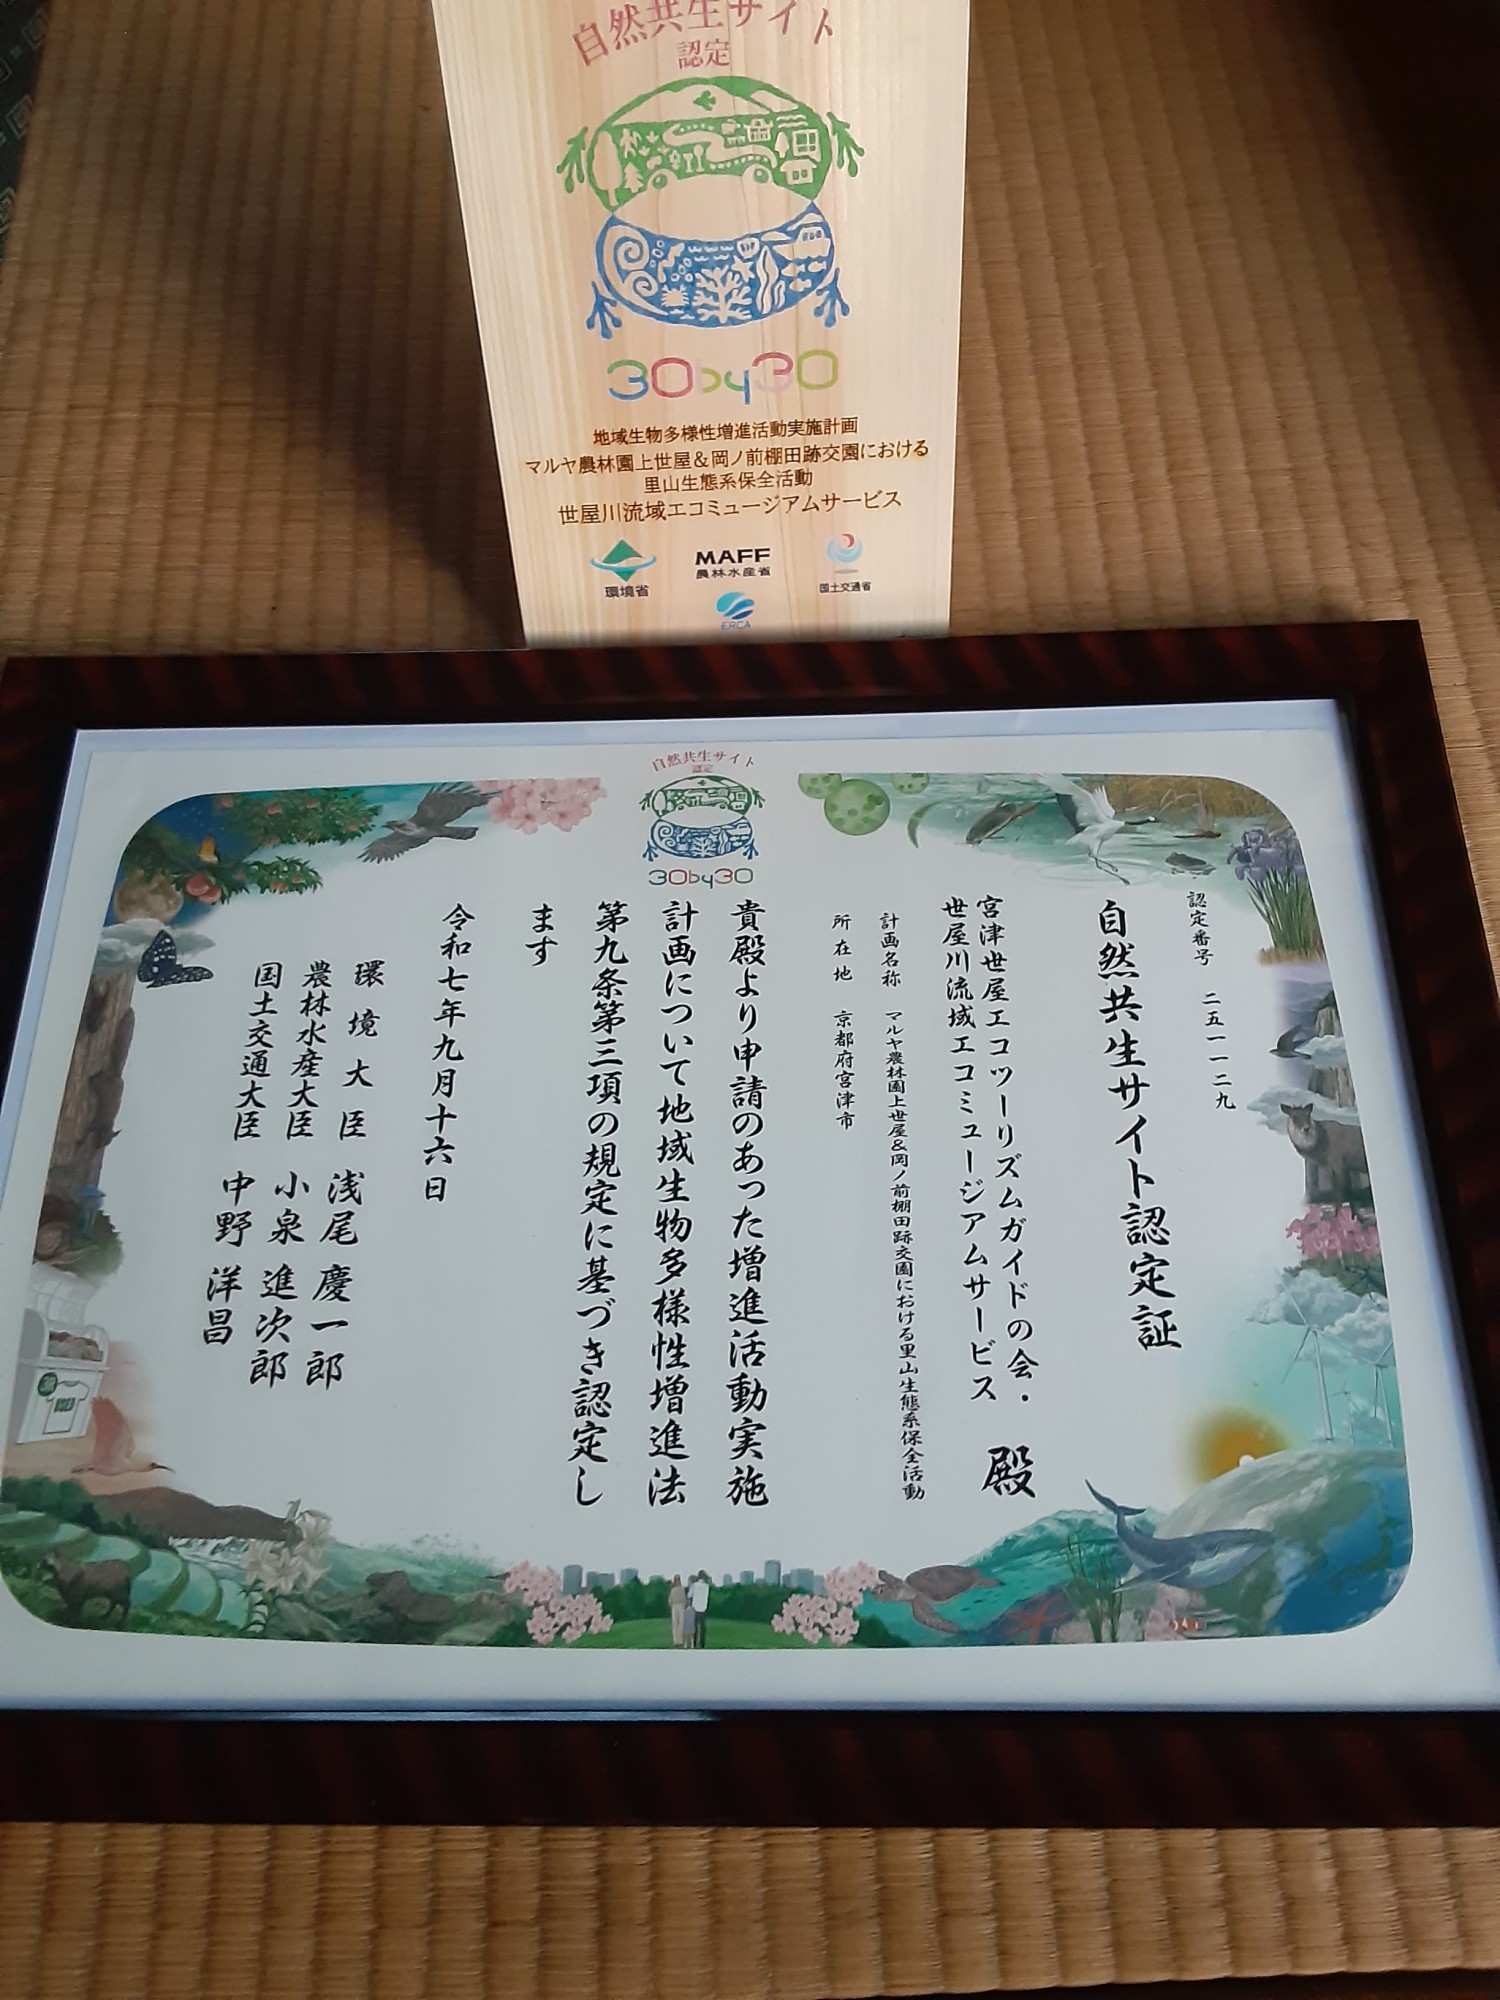 自然共生サイト
認定
30by30
地域生物多様性増進活動実施計画
マルヤ農林園上世屋&岡ノ前棚田跡交園における
里山生態系保全活動
世屋川流域エコミュージアムサービス
環境省
MAFF
農林水産省
国土交通省
ERCA
自然共生サイト
認定
30by30
認定番号 二五一一二九
自然共生サイト認定証
宮津世屋エコツーリズムガイドの会・
世屋川流域エコミュージアムサービス 殿
計画名称 マルヤ農林園上世屋&岡ノ前棚田跡交園における里山生態系保全活動
所在地 京都府宮津市
貴殿より申請のあった増進活動実施
計画について地域生物多様性増進法
第九条第三項の規定に基づき認定し
ます
令和七年九月十六日
環境大臣 浅尾慶一郎
農林水産大臣 小泉進次郎
国土交通大臣 中野洋昌
USED